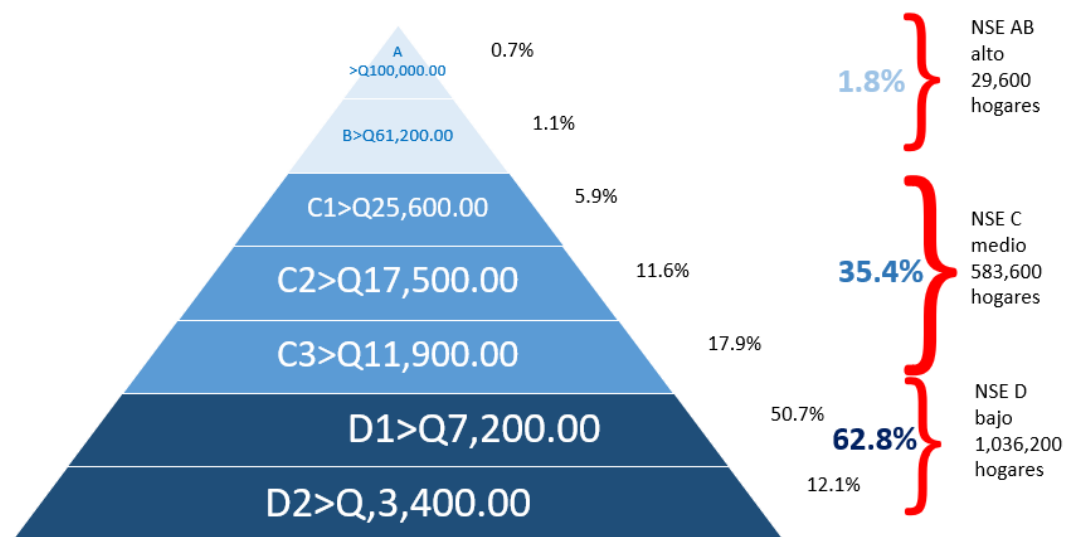 A
>Q100,000.00
0.7%
B>Q61,200.00
1.1%
1.8%
NSE AB
alto
29,600
hogares
C1>Q25,600.00
5.9%
C2>Q17,500.00
11.6%
C3>Q11,900.00
17.9%
35.4%
NSE C
medio
583,600
hogares
D1>Q7,200.00
50.7%
D2>Q,3,400.00
12.1%
62.8%
NSE D
bajo
1,036,200
hogares